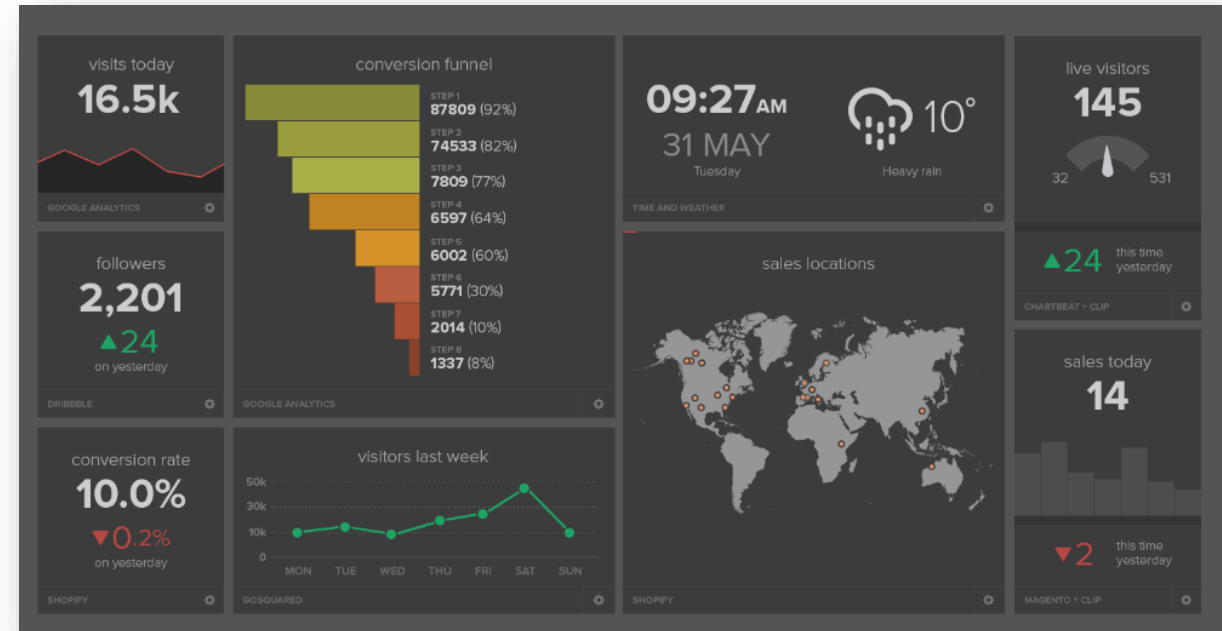 visits today
16.5k
GOOGLE ANALYTICS
conversion funnel
STEP 1
87809 (92%)
STEP 2
74533 (82%)
STEP 3
7809 (77%)
STEP 4
6597 (64%)
STEP 5
6002 (60%)
STEP 6
5771 (30%)
STEP 7
2014 (10%)
STEP 8
1337 (8%)
GOOGLE ANALYTICS
09:27AM
31 MAY
Tuesday
10°
Heavy rain
TIME AND WEATHER
live visitors
145
32 531
▲24 this time
yesterday
CHARTBEAT + CLIP
followers
2,201
▲24
on yesterday
DRIBBBLE
sales locations
SHOPIFY
sales today
14
▼2 this time
yesterday
MAGENTO + CLIP
conversion rate
10.0%
▼0.2%
on yesterday
SHOPIFY
visitors last week
50k
30k
10k
0
MON TUE WED THU FRI SAT SUN
GOSQUARED